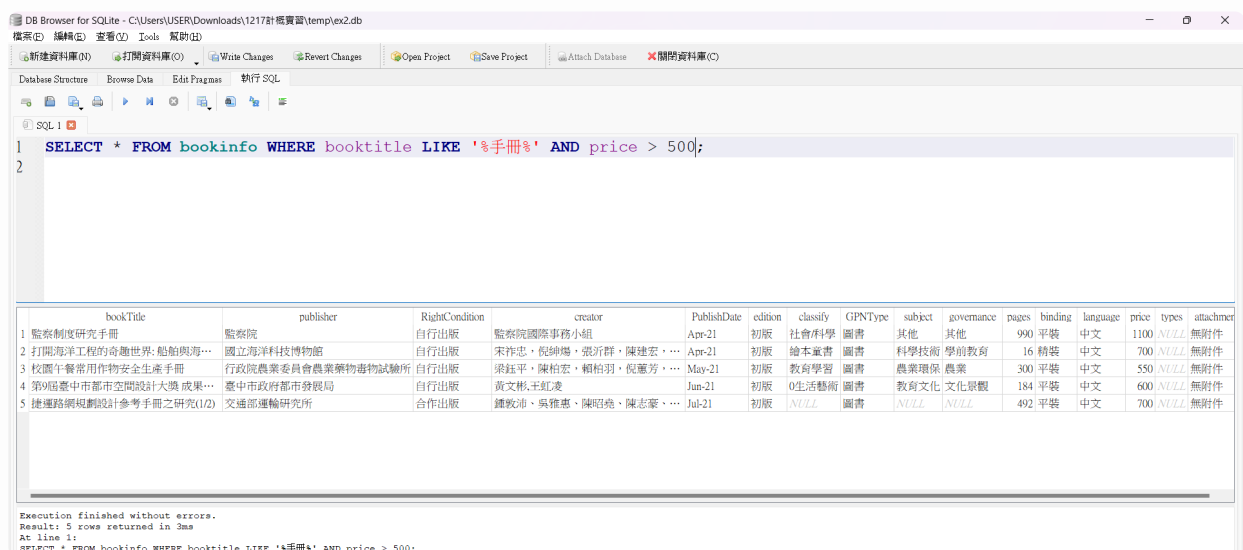 DB Browser for SQLite - C:\Users\USER\Downloads\1217計概實習\temp\ex2.db
檔案(F) 編輯(E) 查看(V) Tools 幫助(H)
新建資料庫(N) 打開資料庫(O) Write Changes Revert Changes Open Project Save Project Attach Database 關閉資料庫(C)
Database Structure Browse Data Edit Pragmas 執行 SQL
SQL 1
1 SELECT * FROM bookinfo WHERE booktitle LIKE '%手冊%' AND price > 500;
2
bookTitle publisher RightCondition creator PublishDate edition classify GPNType subject governance pages binding language price types attachmer
1 監察制度研究手冊 監察院 自行出版 監察院國際事務小組 Apr-21 初版 社會/科學 圖書 其他 其他 990 平裝 中文 1100 NULL 無附件
2 打開海洋工程的奇趣世界: 船舶與海… 國立海洋科技博物館 自行出版 宋祚忠，倪紳煬，張沂群，陳建宏，… Apr-21 初版 繪本童書 圖書 科學技術 學前教育 16 精裝 中文 700 NULL 無附件
3 校園午餐常用作物安全生產手冊 行政院農業委員會農業藥物毒物試驗所 自行出版 梁鈺平，陳柏宏，賴柏羽，倪蕙芳，… May-21 初版 教育學習 圖書 農業環保 農業 300 平裝 中文 550 NULL 無附件
4 第9屆臺中市都市空間設計大獎 成果… 臺中市政府都市發展局 自行出版 黃文彬,王虹凌 Jun-21 初版 0生活藝術 圖書 教育文化 文化景觀 184 平裝 中文 600 NULL 無附件
5 捷運路網規劃設計參考手冊之研究(1/2) 交通部運輸研究所 合作出版 鍾敦沛、吳雅惠、陳昭堯、陳志豪、… Jul-21 初版 NULL 圖書 NULL NULL 492 平裝 中文 700 NULL 無附件
Execution finished without errors.
Result: 5 rows returned in 3ms
At line 1:
SELECT * FROM bookinfo WHERE booktitle LIKE '%手冊%' AND price > 500;